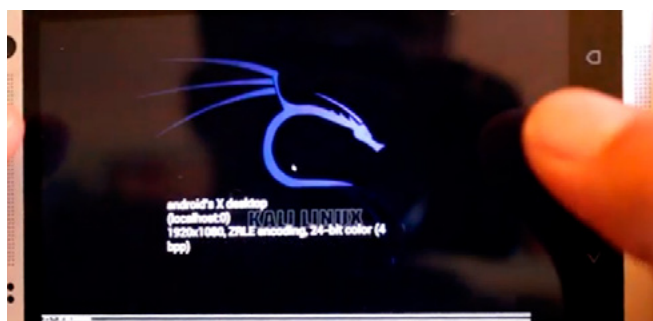 android's X desktop
(localhost:0)
KALI LINUX
1920x1080, ZRLE encoding, 24-bit color (4
bpp)